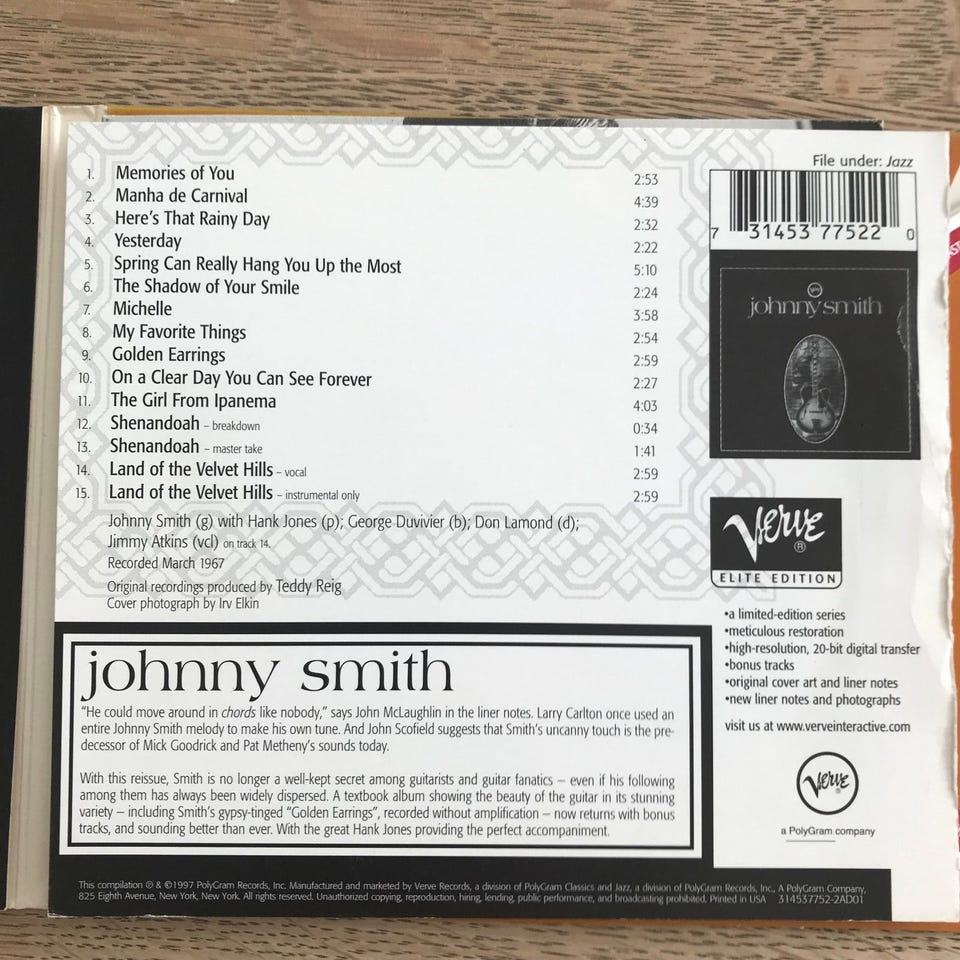 1. Memories of You 2:53
2. Manha de Carnival 4:39
3. Here's That Rainy Day 2:32
4. Yesterday 2:22
5. Spring Can Really Hang You Up the Most 5:10
6. The Shadow of Your Smile 2:24
7. Michelle 3:58
8. My Favorite Things 2:54
9. Golden Earrings 2:59
10. On a Clear Day You Can See Forever 2:27
11. The Girl From Ipanema 4:03
12. Shenandoah – breakdown 0:34
13. Shenandoah – master take 1:41
14. Land of the Velvet Hills – vocal 2:59
15. Land of the Velvet Hills – instrumental only 2:59
Johnny Smith (g) with Hank Jones (p); George Duvivier (b); Don Lamond (d);
Jimmy Atkins (vcl) on track 14.
Recorded March 1967
Original recordings produced by Teddy Reig
Cover photograph by Irv Elkin
File under: Jazz
7 31453 77522 0
Verve
johnny smith
Verve
®
ELITE EDITION
•a limited-edition series
•meticulous restoration
•high-resolution, 20-bit digital transfer
•bonus tracks
•original cover art and liner notes
•new liner notes and photographs
visit us at www.verveinteractive.com
Verve
®
a PolyGram company
johnny smith
"He could move around in chords like nobody," says John McLaughlin in the liner notes. Larry Carlton once used an
entire Johnny Smith melody to make his own tune. And John Scofield suggests that Smith's uncanny touch is the pre-
decessor of Mick Goodrick and Pat Metheny's sounds today.
With this reissue, Smith is no longer a well-kept secret among guitarists and guitar fanatics – even if his following
among them has always been widely dispersed. A textbook album showing the beauty of the guitar in its stunning
variety – including Smith's gypsy-tinged "Golden Earrings", recorded without amplification – now returns with bonus
tracks, and sounding better than ever. With the great Hank Jones providing the perfect accompaniment.
This compilation ℗ & ©1997 PolyGram Records, Inc. Manufactured and marketed by Verve Records, a division of PolyGram Classics and Jazz, a division of PolyGram Records, Inc., A PolyGram Company,
825 Eighth Avenue, New York, New York. All rights reserved. Unauthorized copying, reproduction, hiring, lending, public performance, and broadcasting prohibited. Printed in USA 314537752-2AD01